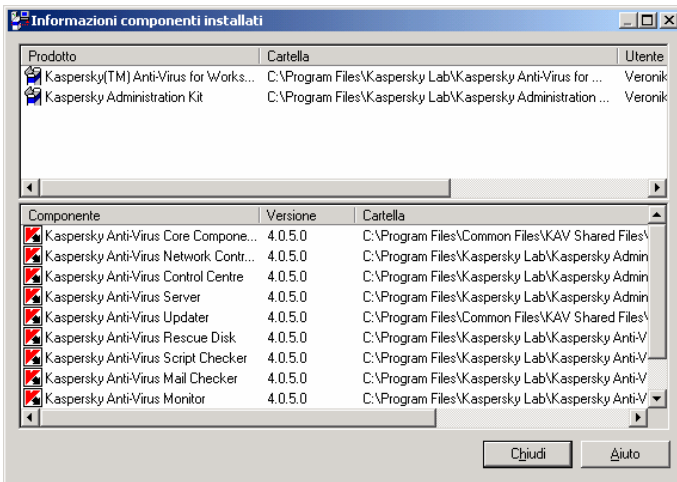 Informazioni componenti installati
Prodotto Cartella Utente
Kaspersky(TM) Anti-Virus for Works... C:\Program Files\Kaspersky Lab\Kaspersky Anti-Virus for ... Veronik
Kaspersky Administration Kit C:\Program Files\Kaspersky Lab\Kaspersky Administration ... Veronik
Componente Versione Cartella
Kaspersky Anti-Virus Core Compone... 4.0.5.0 C:\Program Files\Common Files\KAV Shared Files\
Kaspersky Anti-Virus Network Contr... 4.0.5.0 C:\Program Files\Kaspersky Lab\Kaspersky Admin
Kaspersky Anti-Virus Control Centre 4.0.5.0 C:\Program Files\Kaspersky Lab\Kaspersky Admin
Kaspersky Anti-Virus Server 4.0.5.0 C:\Program Files\Kaspersky Lab\Kaspersky Admin
Kaspersky Anti-Virus Updater 4.0.5.0 C:\Program Files\Common Files\KAV Shared Files\
Kaspersky Anti-Virus Rescue Disk 4.0.5.0 C:\Program Files\Kaspersky Lab\Kaspersky Anti-V
Kaspersky Anti-Virus Script Checker 4.0.5.0 C:\Program Files\Kaspersky Lab\Kaspersky Anti-V
Kaspersky Anti-Virus Mail Checker 4.0.5.0 C:\Program Files\Kaspersky Lab\Kaspersky Anti-V
Kaspersky Anti-Virus Monitor 4.0.5.0 C:\Program Files\Kaspersky Lab\Kaspersky Anti-V
Chiudi Aiuto